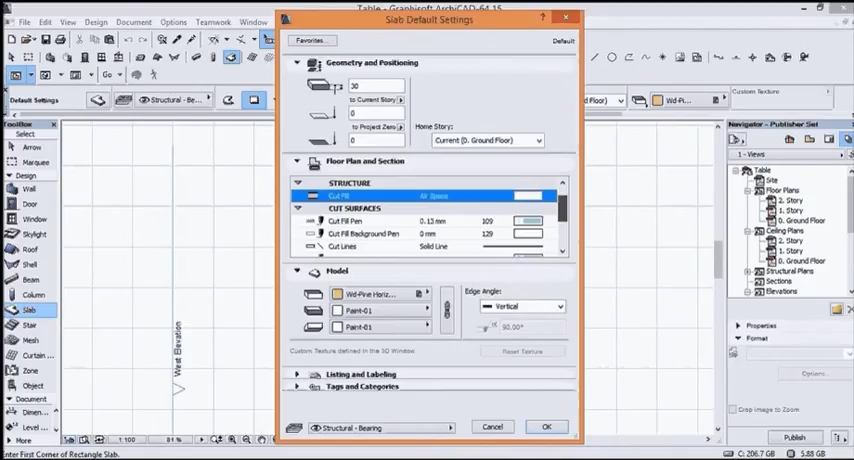 Table - Graphisoft ArchiCAD-64 15
File Edit View Design Document Options Teamwork Window
Slab Default Settings
?
Favorites...
Default
Geometry and Positioning
30
to Current Story
0
to Project Zero
0
Home Story:
Current (0. Ground Floor)
Floor Plan and Section
STRUCTURE
Cut Fill Air Space
CUT SURFACES
Cut Fill Pen 0.13 mm 109
Cut Fill Background Pen 0 mm 129
Cut Lines Solid Line
Model
Wd-Pine Horiz...
Paint-01
Paint-01
Edge Angle:
Vertical
90.00°
Custom Texture defined in the 3D Window
Reset Texture
Listing and Labeling
Tags and Categories
Structural - Bearing
Cancel
OK
Go
Default Settings
Structural - Be...
d Floor)
Wd-Pi...
Custom Texture
ToolBox
Select
Arrow
Marquee
Design
Wall
Door
Window
Skylight
Roof
Shell
Beam
Column
Slab
Stair
Mesh
Curtain ...
Zone
Object
Document
Dimen...
Level ...
More
West Elevation
1:100
81 %
Enter First Corner of Rectangle Slab.
Navigator - Publisher Set
1 - Views
Table
Site
Floor Plans
2. Story
1. Story
0. Ground Floor
Ceiling Plans
2. Story
1. Story
0. Ground Floor
Structural Plans
Sections
Elevations
Properties
Format
Options...
Crop Image to Zoom
Publish
C: 206.7 GB
5.88 GB